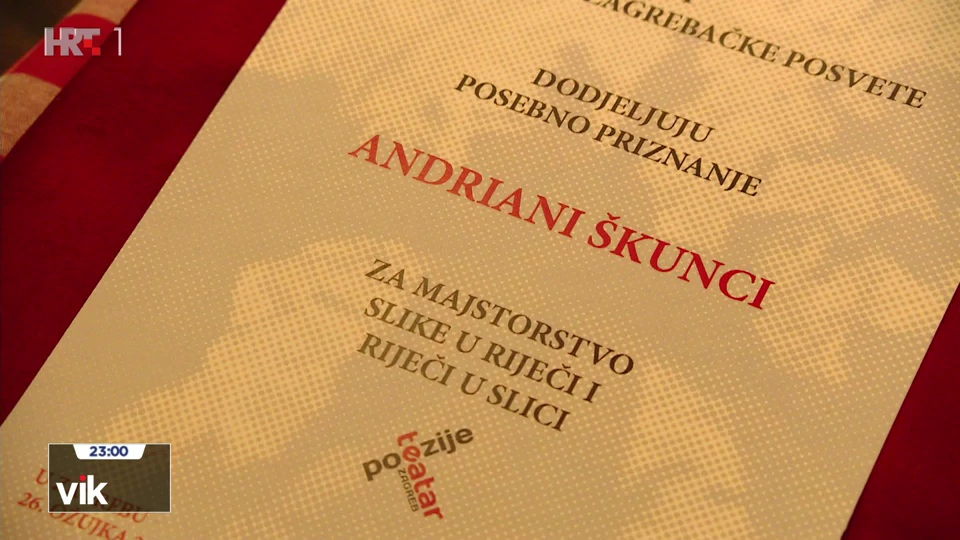 HRT 1
ZAGREBAČKE POSVETE
DODJELJUJU
POSEBNO PRIZNANJE
ANDRIANI ŠKUNCI
ZA MAJSTORSTVO
SLIKE U RIJEČI I
RIJEČI U SLICI
poezije
teatar
ZAGREB
23:00
vik
26. OŽUJKA